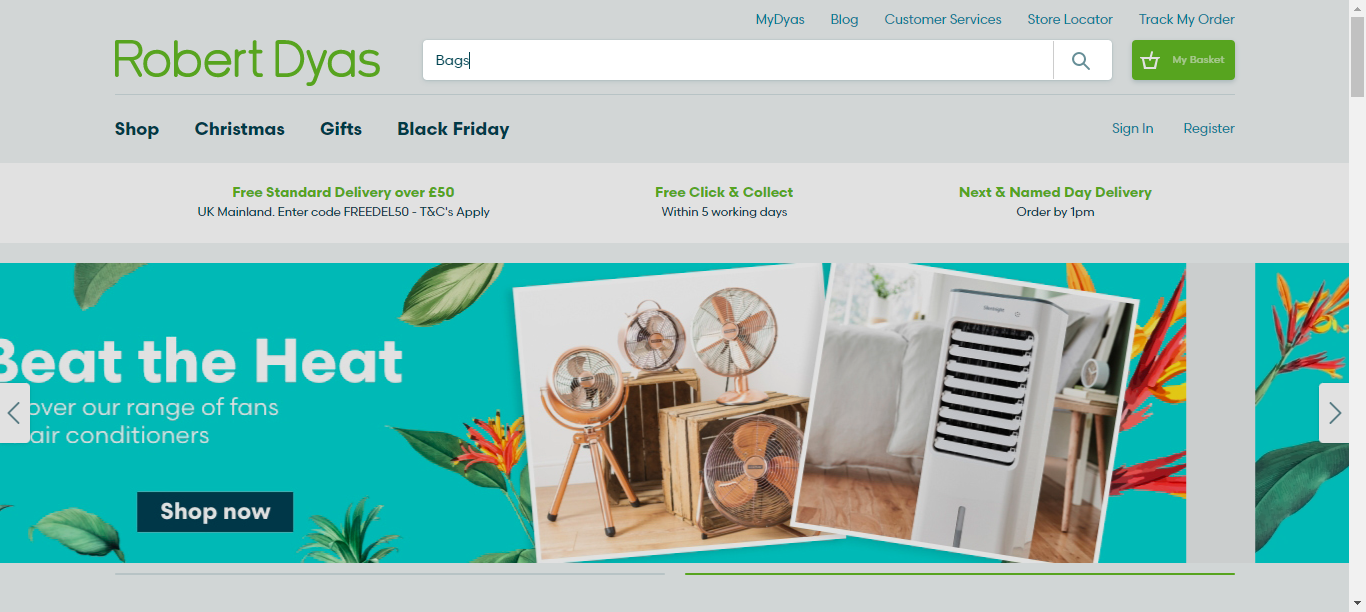 MyDyas Blog Customer Services Store Locator Track My Order
Robert Dyas
Bags
My Basket
Shop Christmas Gifts Black Friday
Sign In Register
Free Standard Delivery over £50
UK Mainland. Enter code FREEDEL50 - T&C's Apply
Free Click & Collect
Within 5 working days
Next & Named Day Delivery
Order by 1pm
Beat the Heat
over our range of fans
air conditioners
Shop now